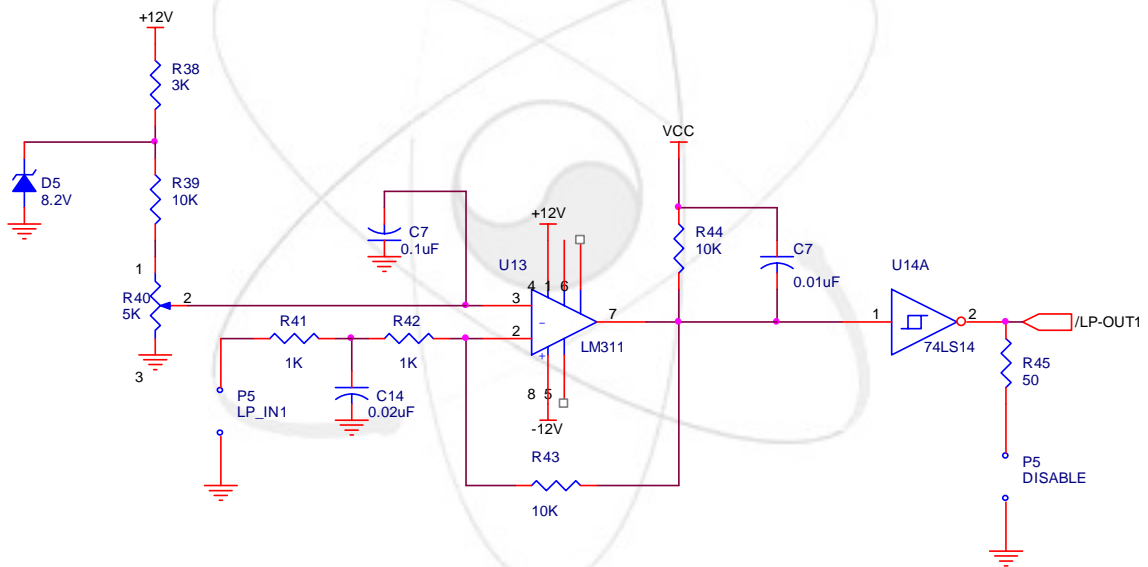 +12V
R38
3K
D5
8.2V
R39
10K
1
R40
5K
2
3
C7
0.1uF
+12V
U13
4 1 6
3
2
-
+
7
LM311
8 5
-12V
R41
1K
R42
1K
P5
LP_IN1
C14
0.02uF
R43
10K
VCC
R44
10K
C7
0.01uF
U14A
1
2
74LS14
/LP-OUT1
R45
50
P5
DISABLE